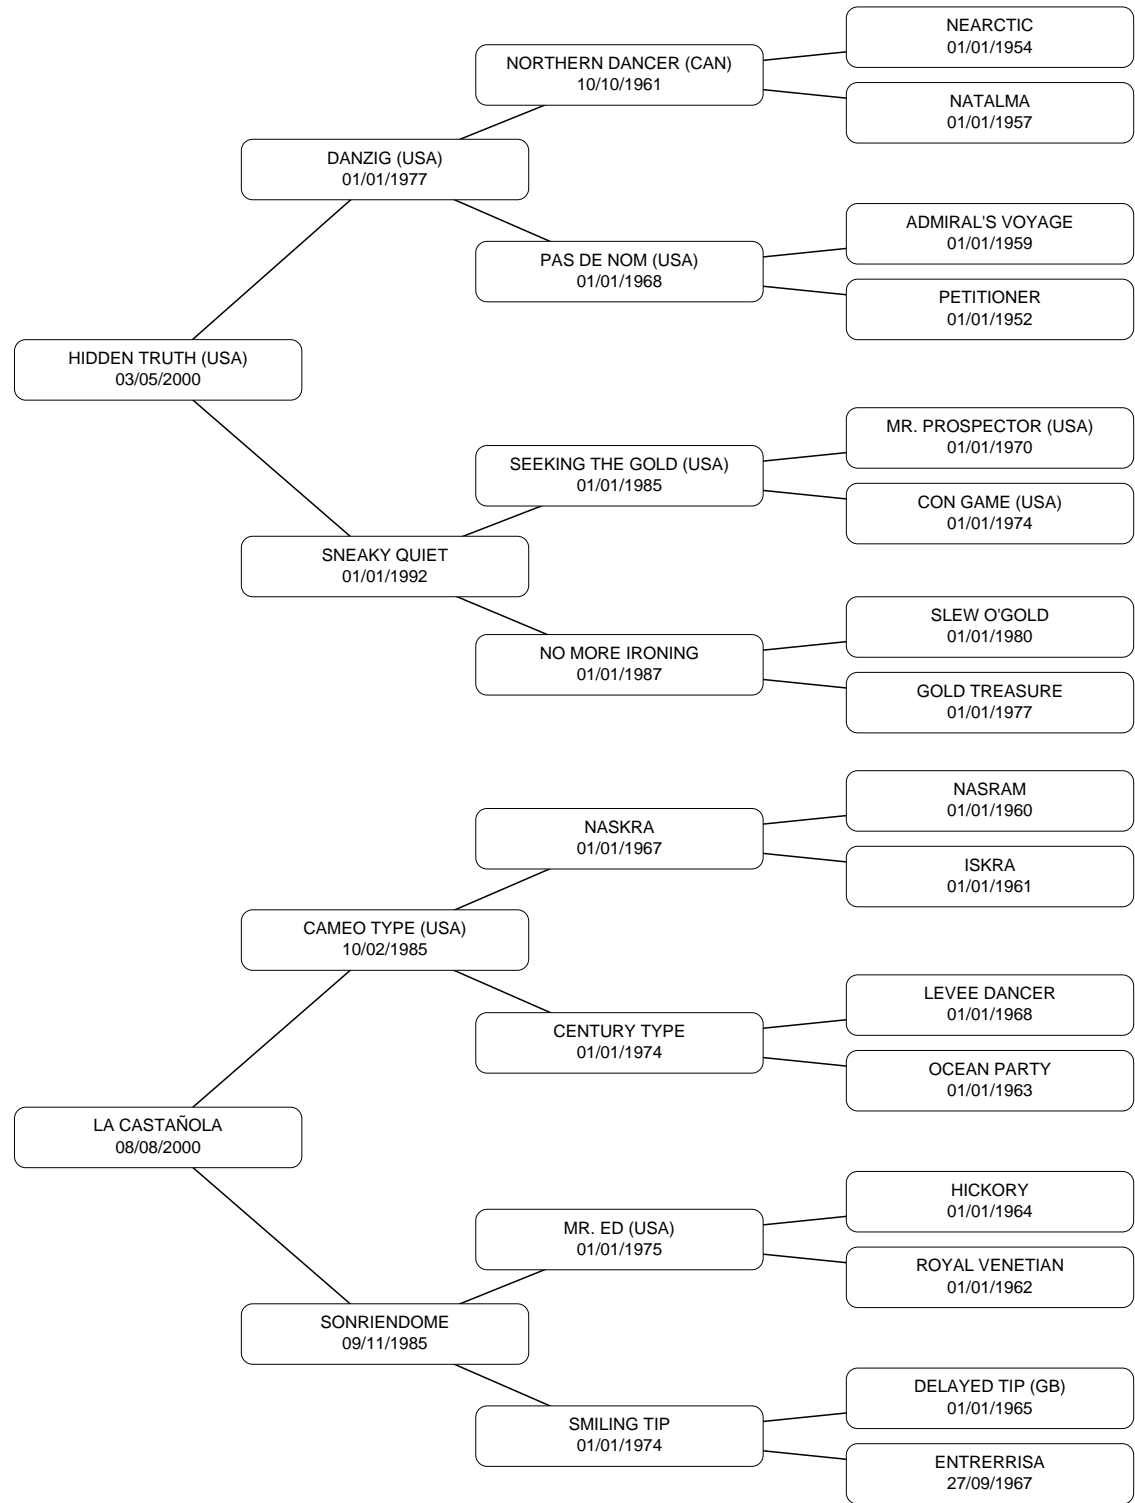 NEARCTIC
01/01/1954
NORTHERN DANCER (CAN)
10/10/1961
NATALMA
01/01/1957
DANZIG (USA)
01/01/1977
ADMIRAL'S VOYAGE
01/01/1959
PAS DE NOM (USA)
01/01/1968
PETITIONER
01/01/1952
HIDDEN TRUTH (USA)
03/05/2000
MR. PROSPECTOR (USA)
01/01/1970
SEEKING THE GOLD (USA)
01/01/1985
CON GAME (USA)
01/01/1974
SNEAKY QUIET
01/01/1992
SLEW O'GOLD
01/01/1980
NO MORE IRONING
01/01/1987
GOLD TREASURE
01/01/1977
NASRAM
01/01/1960
NASKRA
01/01/1967
ISKRA
01/01/1961
CAMEO TYPE (USA)
10/02/1985
LEVEE DANCER
01/01/1968
CENTURY TYPE
01/01/1974
OCEAN PARTY
01/01/1963
LA CASTAÑOLA
08/08/2000
HICKORY
01/01/1964
MR. ED (USA)
01/01/1975
ROYAL VENETIAN
01/01/1962
SONRIENDOME
09/11/1985
DELAYED TIP (GB)
01/01/1965
SMILING TIP
01/01/1974
ENTRERRISA
27/09/1967